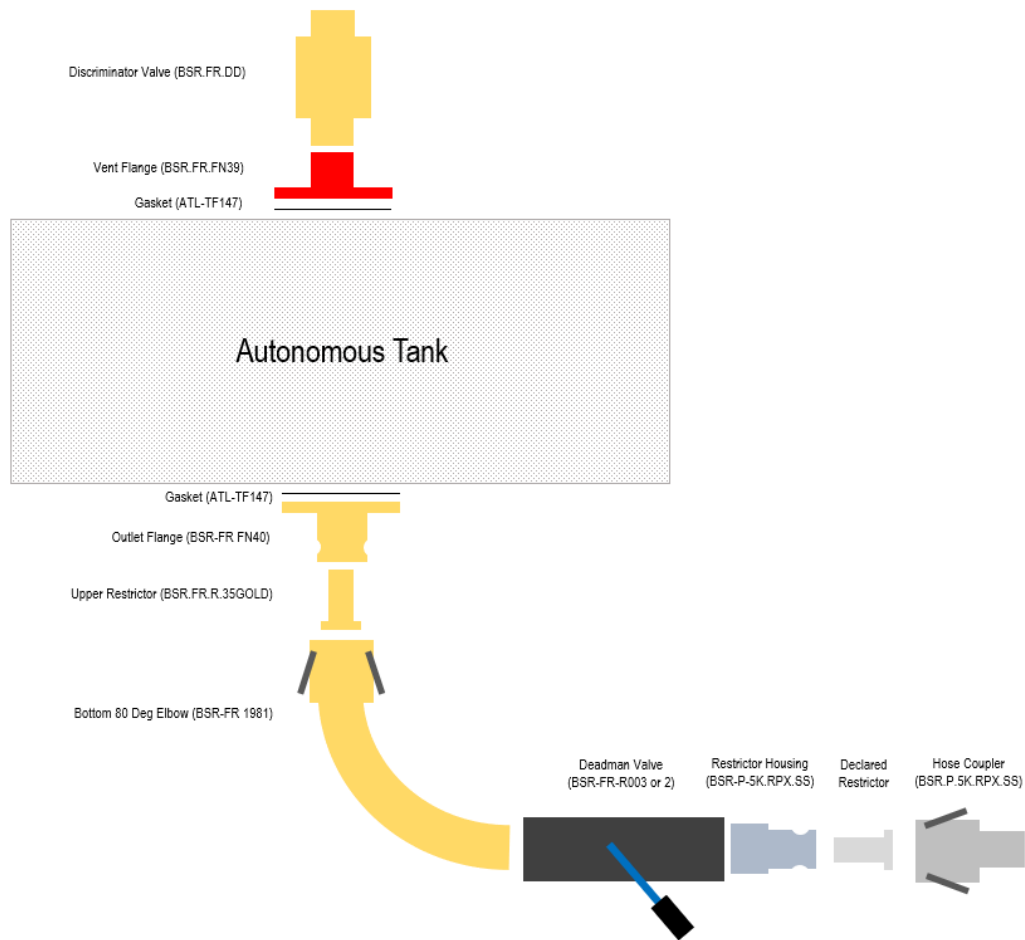 Discriminator Valve (BSR.FR.DD)
Vent Flange (BSR.FR.FN39)
Gasket (ATL-TF147)
Autonomous Tank
Gasket (ATL-TF147)
Outlet Flange (BSR-FR FN40)
Upper Restrictor (BSR.FR.R.35GOLD)
Bottom 80 Deg Elbow (BSR-FR 1981)
Deadman Valve
(BSR-FR-R003 or 2)
Restrictor Housing
(BSR-P-5K.RPX.SS)
Declared
Restrictor
Hose Coupler
(BSR.P.5K.RPX.SS)